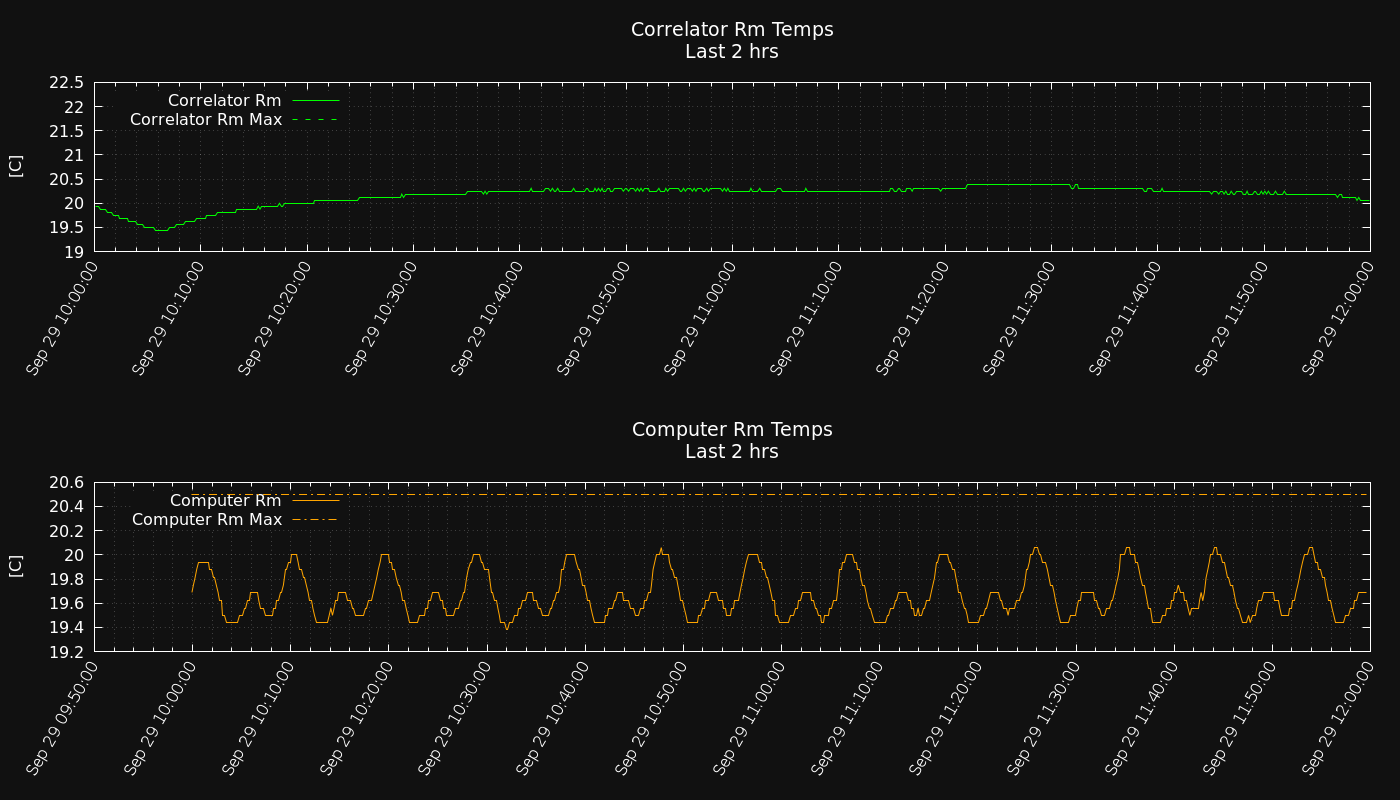 Correlator Rm Temps
Last 2 hrs
22.5
22
21.5
21
20.5
20
19.5
19
[C]
Correlator Rm
Correlator Rm Max
Sep 29 10:00:00
Sep 29 10:10:00
Sep 29 10:20:00
Sep 29 10:30:00
Sep 29 10:40:00
Sep 29 10:50:00
Sep 29 11:00:00
Sep 29 11:10:00
Sep 29 11:20:00
Sep 29 11:30:00
Sep 29 11:40:00
Sep 29 11:50:00
Sep 29 12:00:00
Computer Rm Temps
Last 2 hrs
20.6
20.4
20.2
20
19.8
19.6
19.4
19.2
[C]
Computer Rm
Computer Rm Max
Sep 29 09:50:00
Sep 29 10:00:00
Sep 29 10:10:00
Sep 29 10:20:00
Sep 29 10:30:00
Sep 29 10:40:00
Sep 29 10:50:00
Sep 29 11:00:00
Sep 29 11:10:00
Sep 29 11:20:00
Sep 29 11:30:00
Sep 29 11:40:00
Sep 29 11:50:00
Sep 29 12:00:00